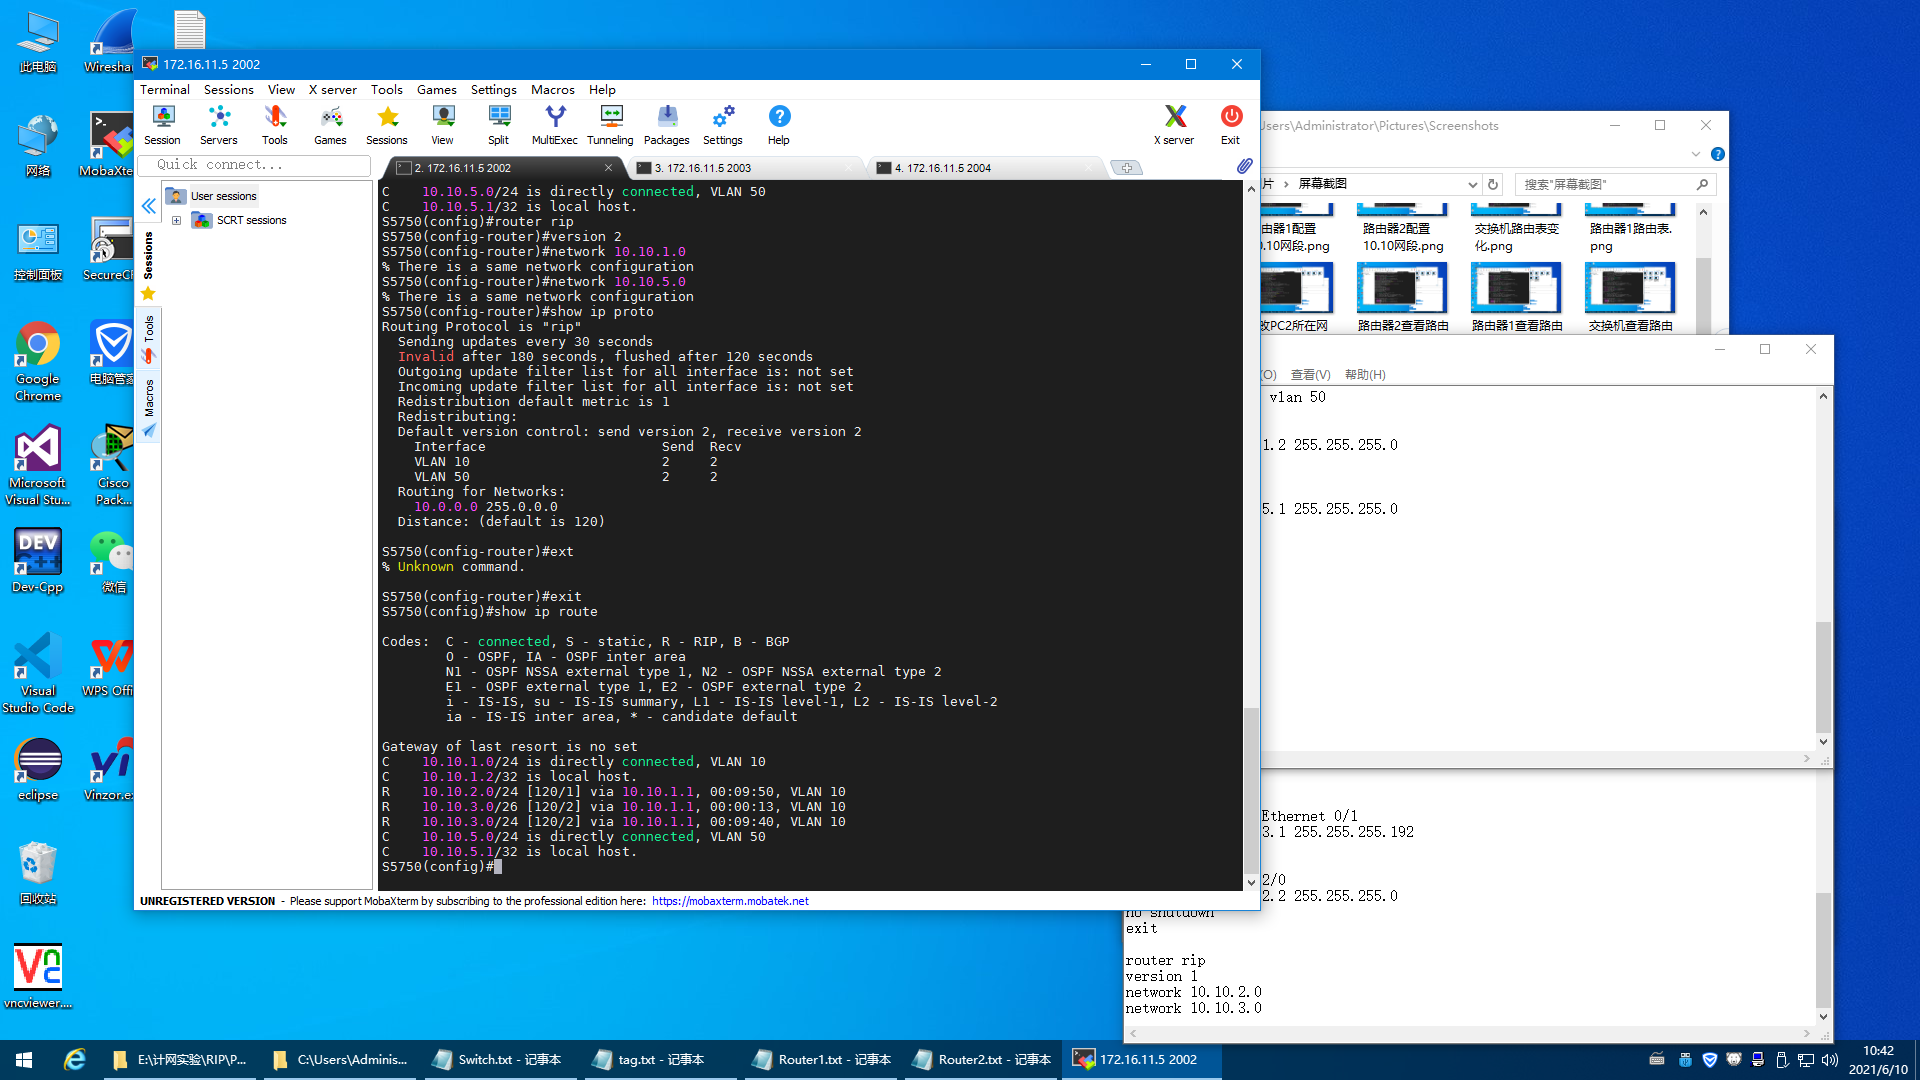 此电脑
Wiresha
网络
MobaXte
控制面板
SecureC
Google Chrome
电脑管家
Microsoft Visual Stu...
Cisco Pack...
Dev-Cpp
微信
Visual Studio Code
WPS Offi
eclipse
Vinzor.ex
回收站
vncviewer....
172.16.11.5 2002
Terminal Sessions View X server Tools Games Settings Macros Help
Session Servers Tools Games Sessions View Split MultiExec Tunneling Packages Settings Help X server Exit
Quick connect...
2. 172.16.11.5 2002
3. 172.16.11.5 2003
4. 172.16.11.5 2004
User sessions
SCRT sessions
Sessions
Tools
Macros
C    10.10.5.0/24 is directly connected, VLAN 50
C    10.10.5.1/32 is local host.
S5750(config)#router rip
S5750(config-router)#version 2
S5750(config-router)#network 10.10.1.0
% There is a same network configuration
S5750(config-router)#network 10.10.5.0
% There is a same network configuration
S5750(config-router)#show ip proto
Routing Protocol is "rip"
  Sending updates every 30 seconds
  Invalid after 180 seconds, flushed after 120 seconds
  Outgoing update filter list for all interface is: not set
  Incoming update filter list for all interface is: not set
  Redistribution default metric is 1
  Redistributing:
  Default version control: send version 2, receive version 2
    Interface                      Send  Recv
    VLAN 10                        2     2
    VLAN 50                        2     2
  Routing for Networks:
    10.0.0.0 255.0.0.0
  Distance: (default is 120)
S5750(config-router)#ext
% Unknown command.
S5750(config-router)#exit
S5750(config)#show ip route
Codes:  C - connected, S - static, R - RIP, B - BGP
        O - OSPF, IA - OSPF inter area
        N1 - OSPF NSSA external type 1, N2 - OSPF NSSA external type 2
        E1 - OSPF external type 1, E2 - OSPF external type 2
        i - IS-IS, su - IS-IS summary, L1 - IS-IS level-1, L2 - IS-IS level-2
        ia - IS-IS inter area, * - candidate default
Gateway of last resort is no set
C    10.10.1.0/24 is directly connected, VLAN 10
C    10.10.1.2/32 is local host.
R    10.10.2.0/24 [120/1] via 10.10.1.1, 00:09:50, VLAN 10
R    10.10.3.0/26 [120/2] via 10.10.1.1, 00:00:13, VLAN 10
R    10.10.3.0/24 [120/2] via 10.10.1.1, 00:09:40, VLAN 10
C    10.10.5.0/24 is directly connected, VLAN 50
C    10.10.5.1/32 is local host.
S5750(config)#
UNREGISTERED VERSION - Please support MobaXterm by subscribing to the professional edition here: https://mobaxterm.mobatek.net
Users\Administrator\Pictures\Screenshots
片 › 屏幕截图
搜索"屏幕截图"
由器1配置
0.10网段.png
路由器2配置
10.10网段.png
交换机路由表变
化.png
路由器1路由表.
png
改PC2所在网
路由器2查看路由
路由器1查看路由
交换机查看路由
(O) 查看(V) 帮助(H)
vlan 50
1.2 255.255.255.0
5.1 255.255.255.0
Ethernet 0/1
3.1 255.255.255.192
2/0
2.2 255.255.255.0
no shutdown
exit
router rip
version 1
network 10.10.2.0
network 10.10.3.0
E:\计网实验\RIP\P...
C:\Users\Adminis...
Switch.txt - 记事本
tag.txt - 记事本
Router1.txt - 记事本
Router2.txt - 记事本
172.16.11.5 2002
10:42
2021/6/10